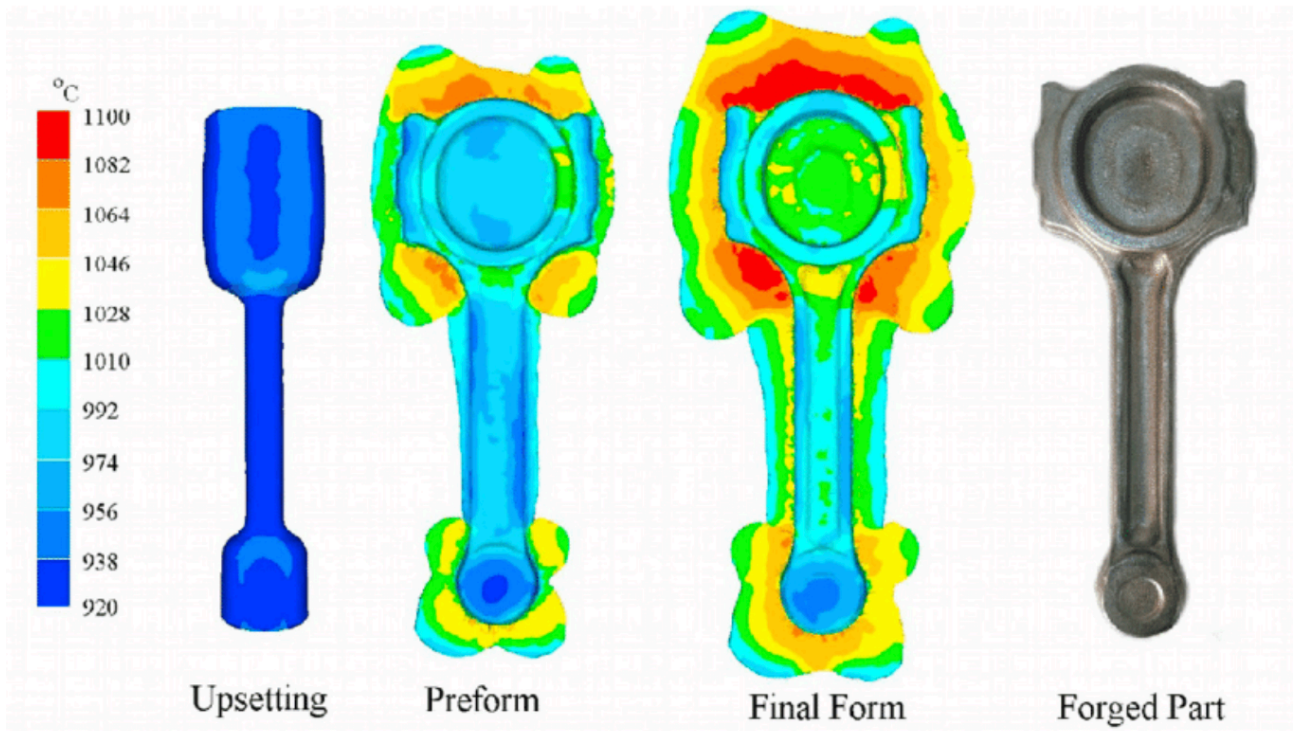 °C
1100
1082
1064
1046
1028
1010
992
974
956
938
920
Upsetting
Preform
Final Form
Forged Part